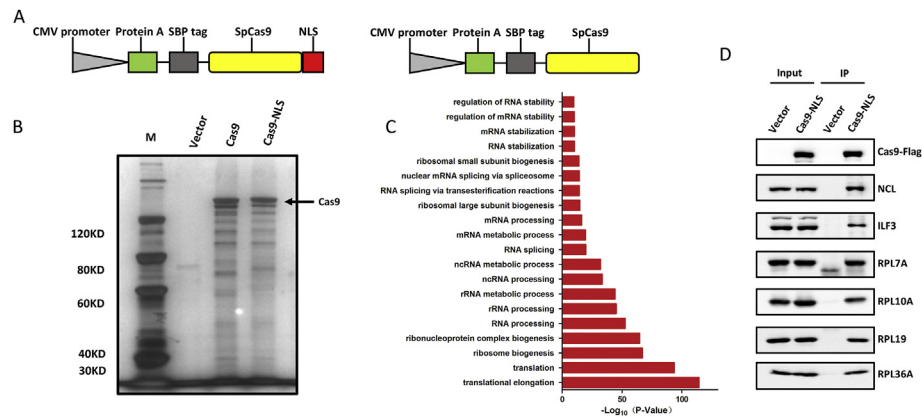 A
CMV promoter Protein A SBP tag SpCas9 NLS
CMV promoter Protein A SBP tag SpCas9
B
M Vector Cas9 Cas9-NLS
Cas9
120KD
80KD
60KD
40KD
30KD
C
regulation of RNA stability
regulation of mRNA stability
mRNA stabilization
RNA stabilization
ribosomal small subunit biogenesis
nuclear mRNA splicing via spliceosome
RNA splicing via transesterification reactions
ribosomal large subunit biogenesis
mRNA processing
mRNA metabolic process
RNA splicing
ncRNA metabolic process
ncRNA processing
rRNA metabolic process
rRNA processing
RNA processing
ribonucleoprotein complex biogenesis
ribosome biogenesis
translation
translational elongation
0 50 100
-Log10 (P-Value)
D
Input IP
Vector Cas9-NLS Vector Cas9-NLS
Cas9-Flag
NCL
ILF3
RPL7A
RPL10A
RPL19
RPL36A